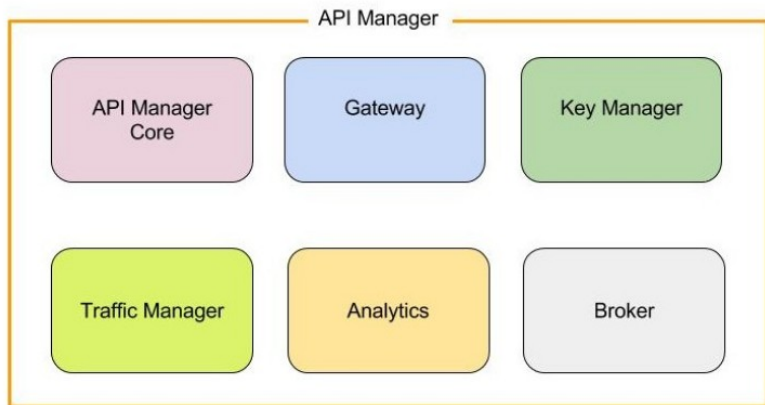 API Manager
API Manager
Core
Gateway
Key Manager
Traffic Manager
Analytics
Broker